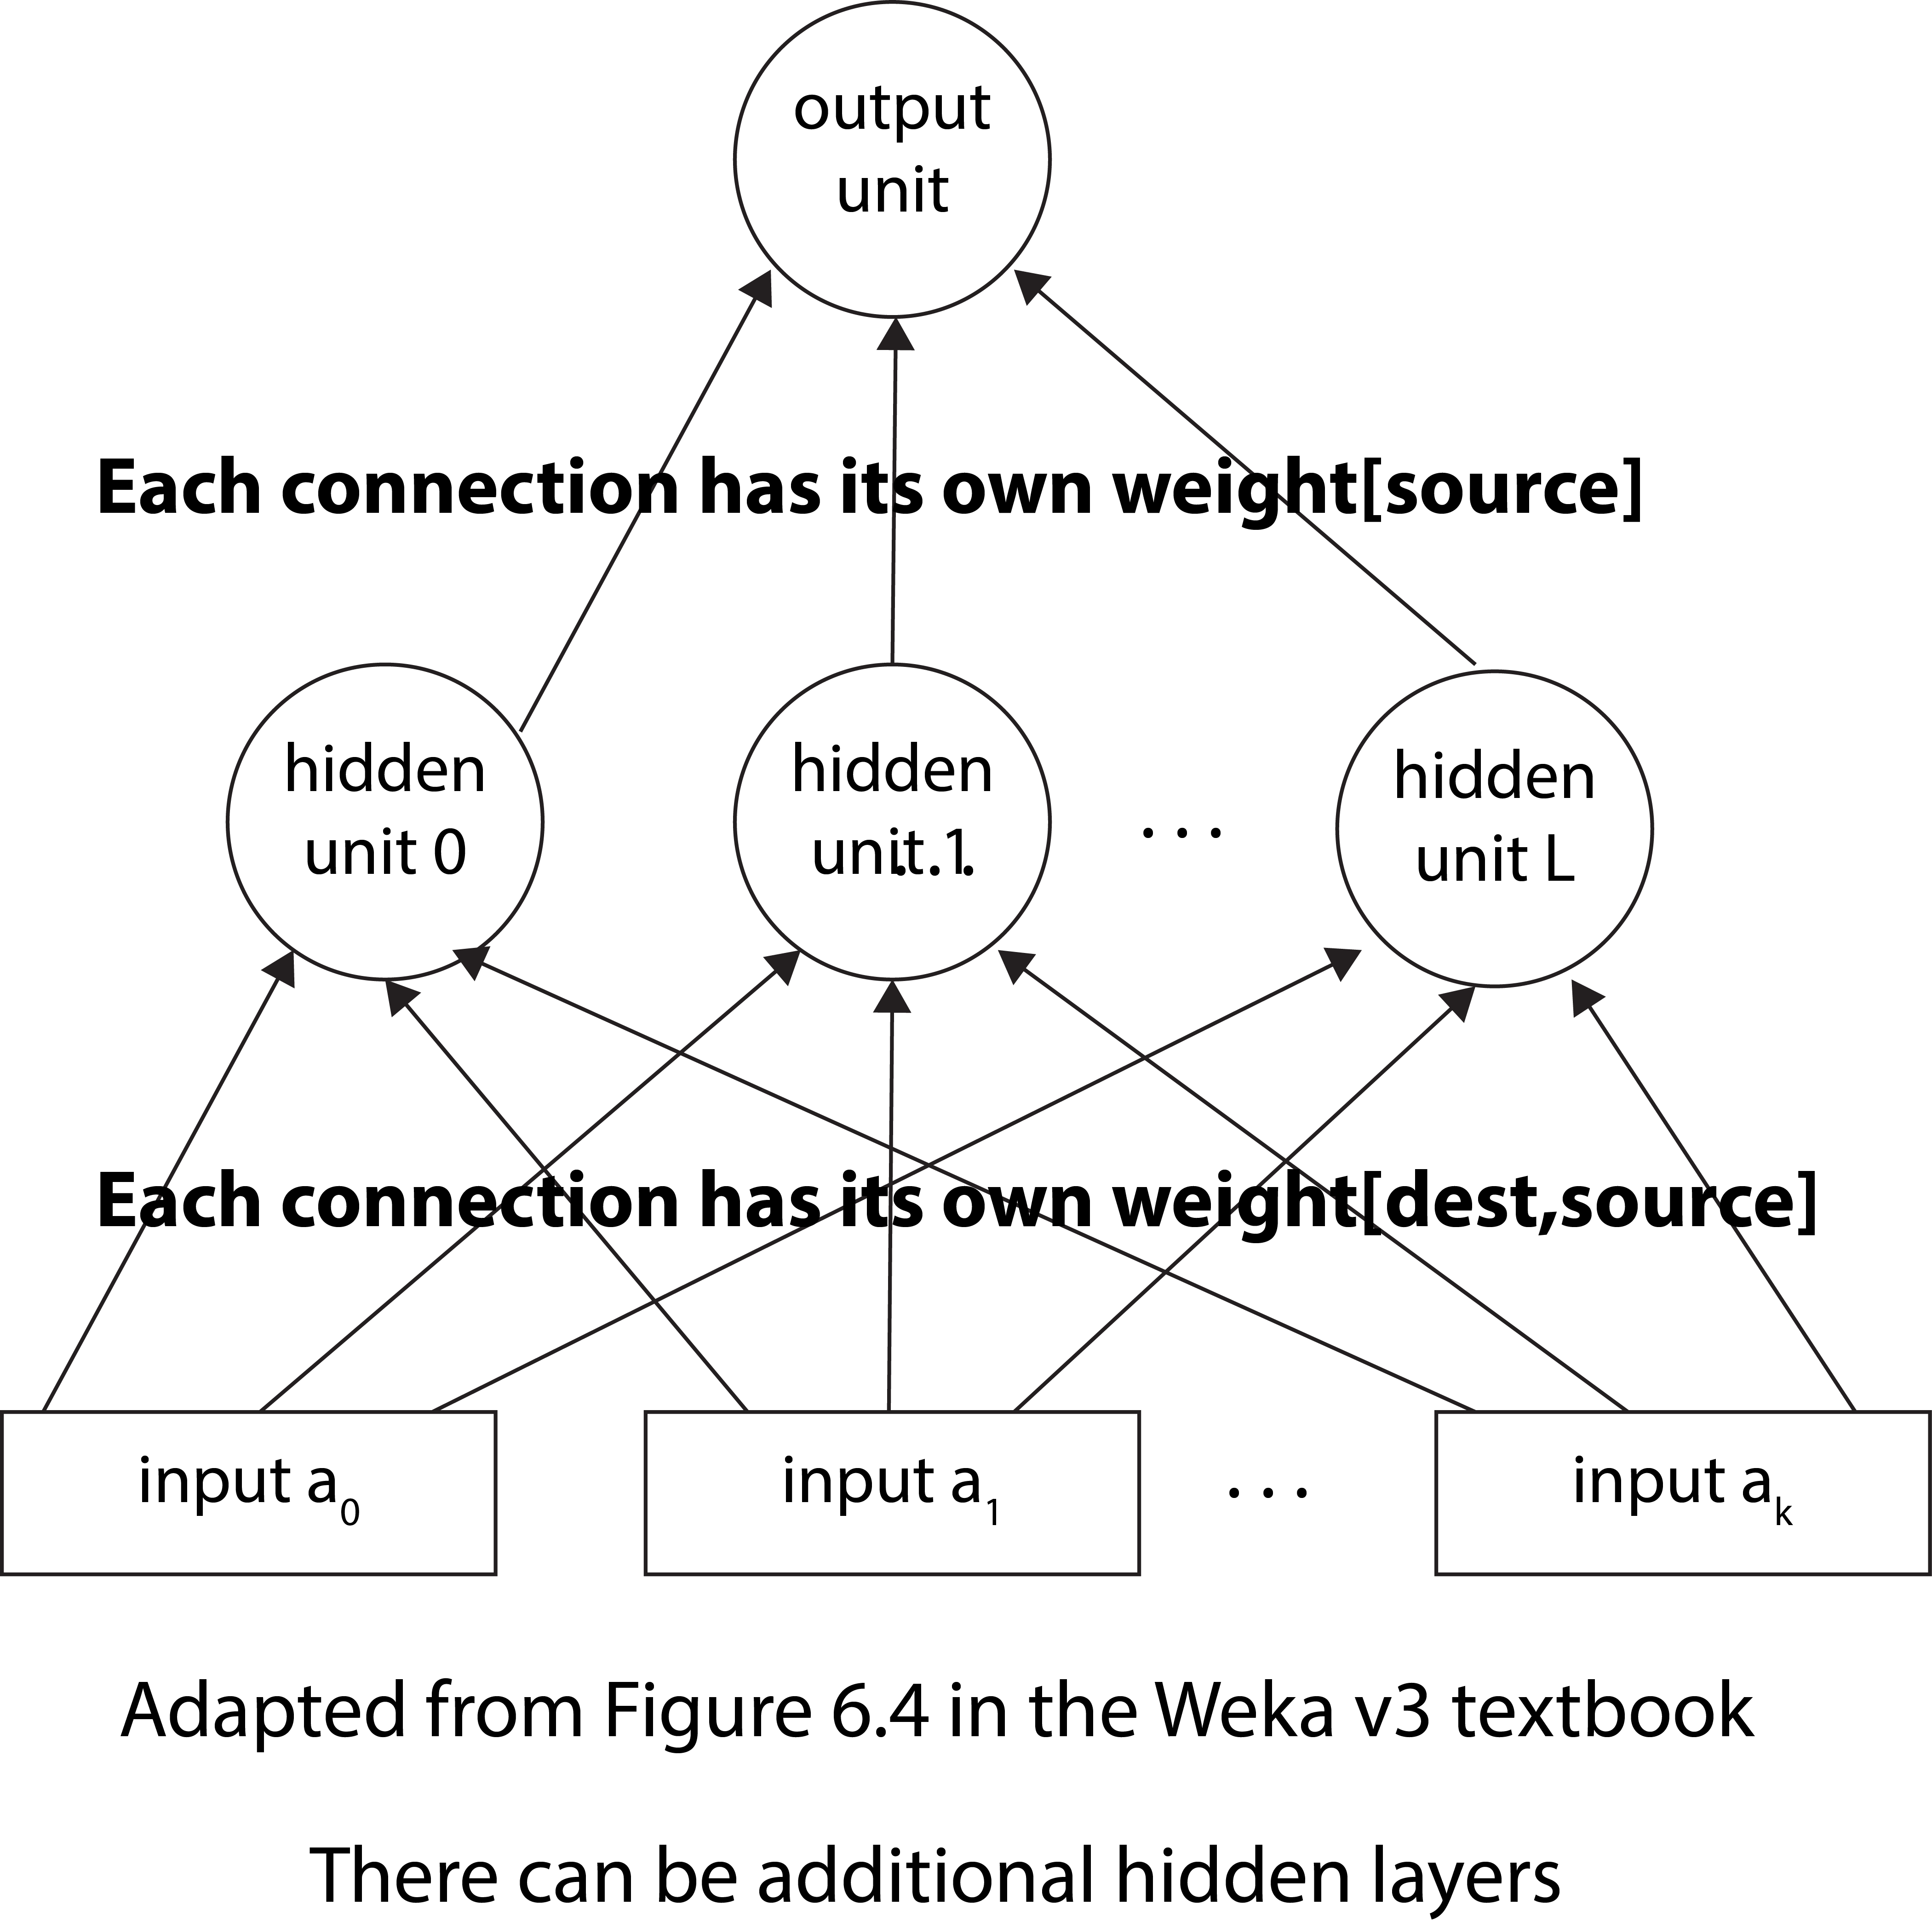 output
unit
Each connection has its own weight[source]
hidden
unit 0
hidden
unit 1
...
...
hidden
unit L
Each connection has its own weight[dest,source]
input a0
input a1
...
input ak
Adapted from Figure 6.4 in the Weka v3 textbook
There can be additional hidden layers